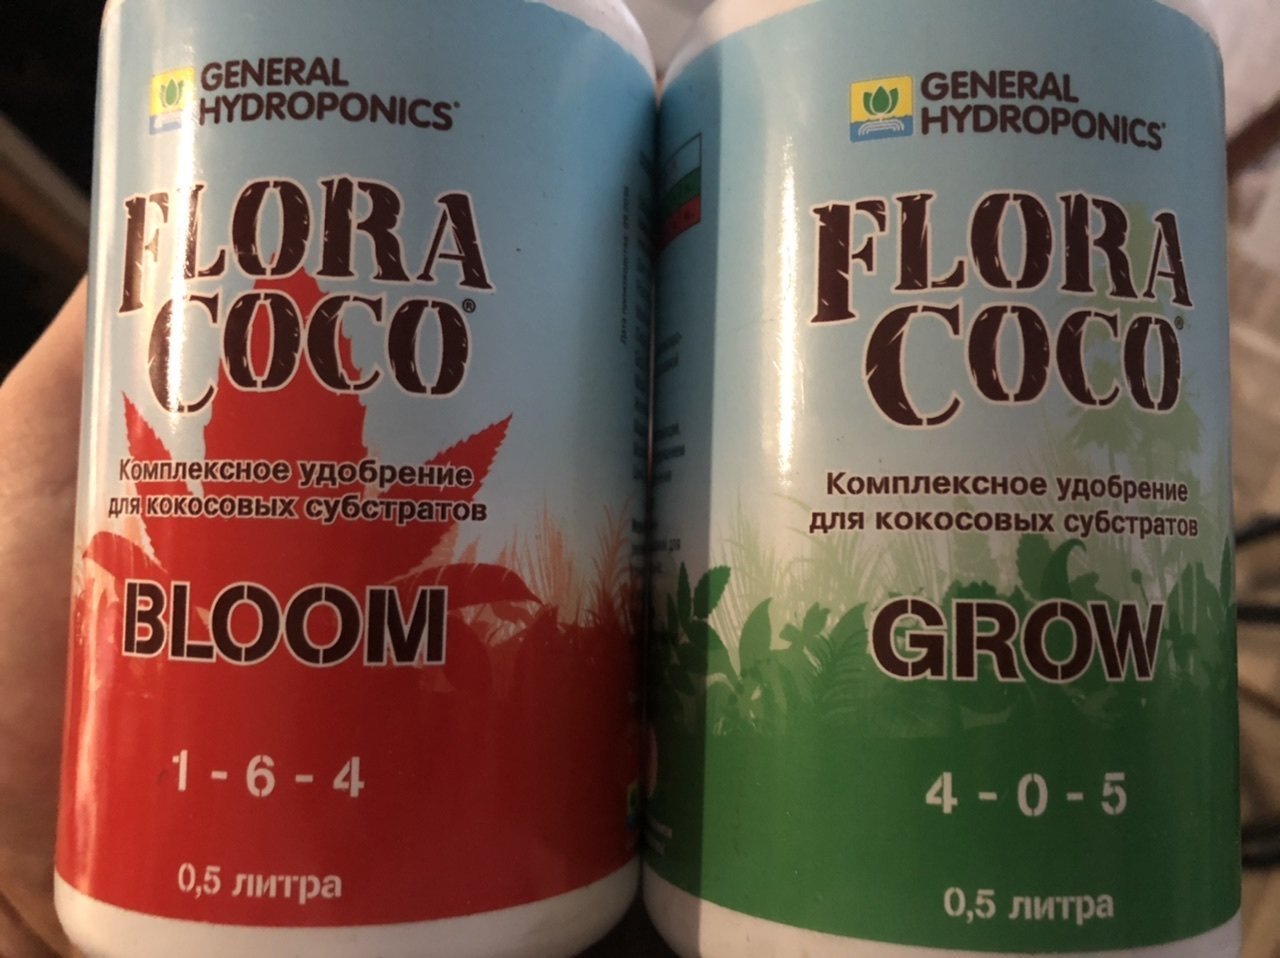 GENERAL
HYDROPONICS
FLORA
COCO®
Комплексное удобрение
для кокосовых субстратов
BLOOM
1 - 6 - 4
0,5 литра
GENERAL
HYDROPONICS
FLORA
COCO®
Комплексное удобрение
для кокосовых субстратов
GROW
4 - 0 - 5
0,5 литра